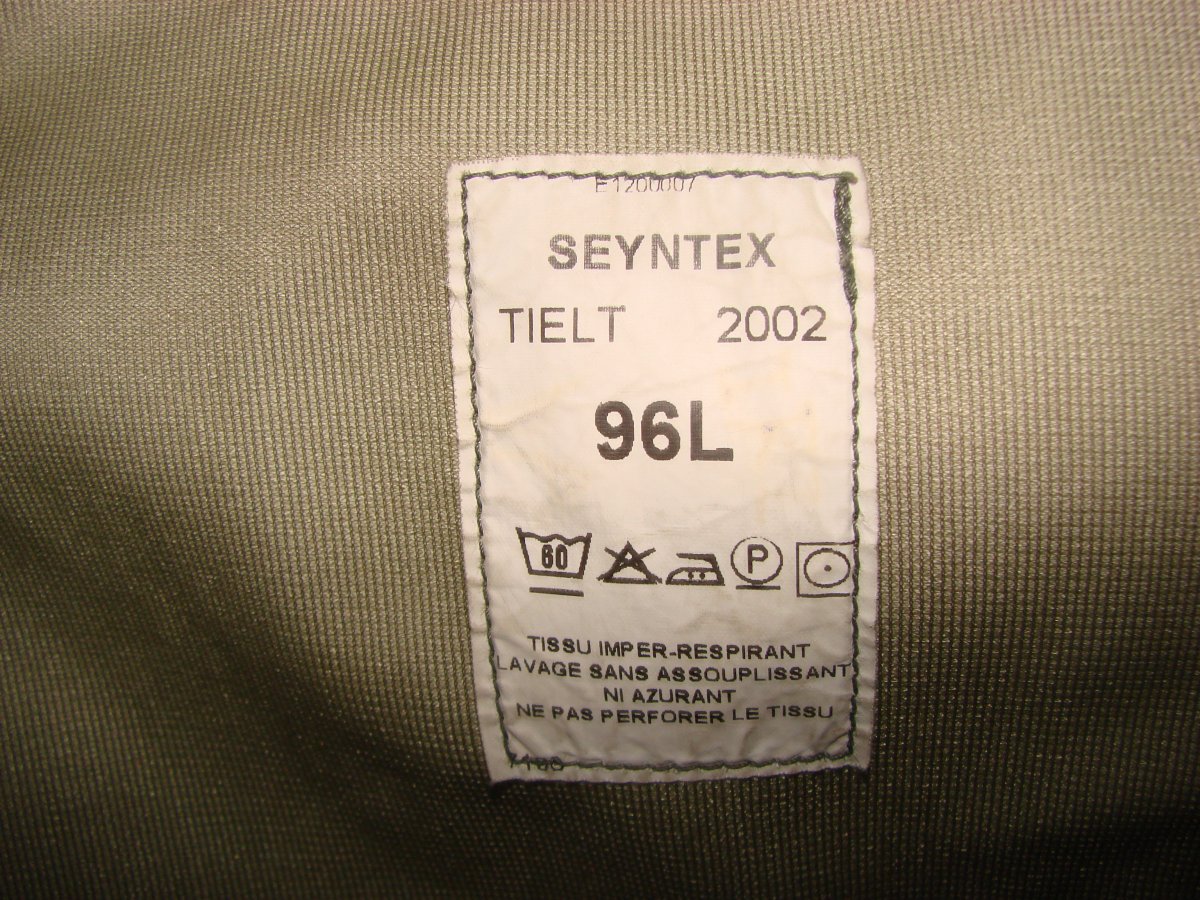 E1200007
SEYNTEX
TIELT 2002
96L
60 P
TISSU IMPER-RESPIRANT
LAVAGE SANS ASSOUPLISSANT
NI AZURANT
NE PAS PERFORER LE TISSU